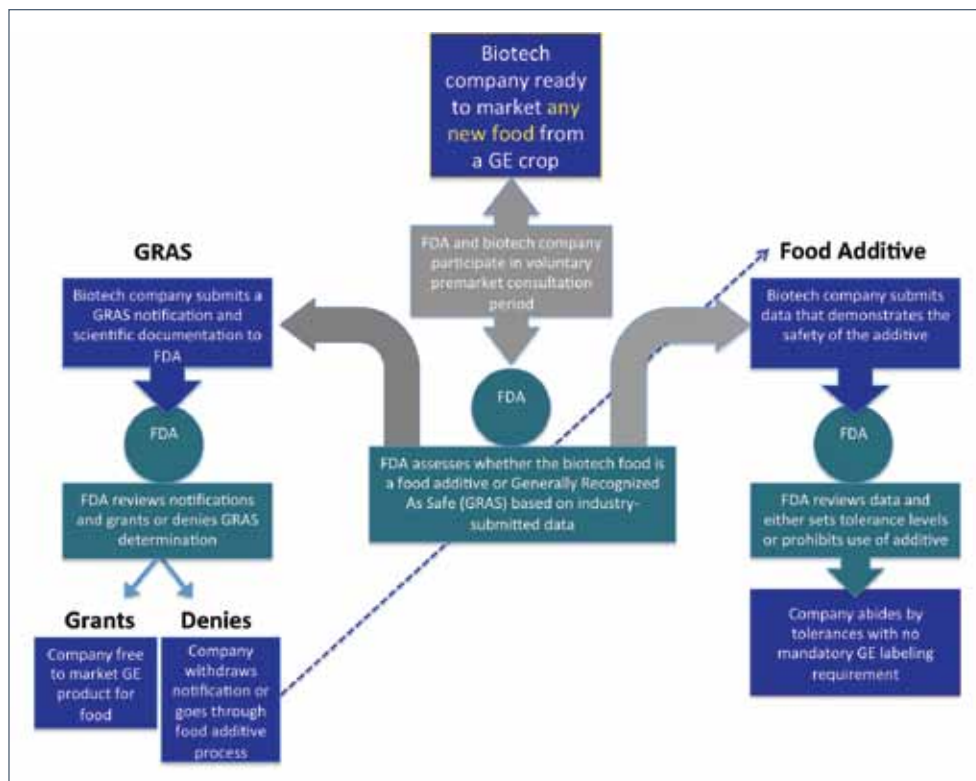 Biotech
company ready
to market any
new food from
a GE crop
FDA and biotech company
participate in voluntary
premarket consultation
period
GRAS
Biotech company submits a
GRAS notification and
scientific documentation to
FDA
FDA
FDA reviews notifications
and grants or denies GRAS
determination
Grants
Company free
to market GE
product for
food
Denies
Company
withdraws
notification or
goes through
food additive
process
FDA
FDA assesses whether the biotech food is
a food additive or Generally Recognized
As Safe (GRAS) based on industry-
submitted data
Food Additive
Biotech company submits
data that demonstrates the
safety of the additive
FDA
FDA reviews data and
either sets tolerance levels
or prohibits use of additive
Company abides by
tolerances with no
mandatory GE labeling
requirement